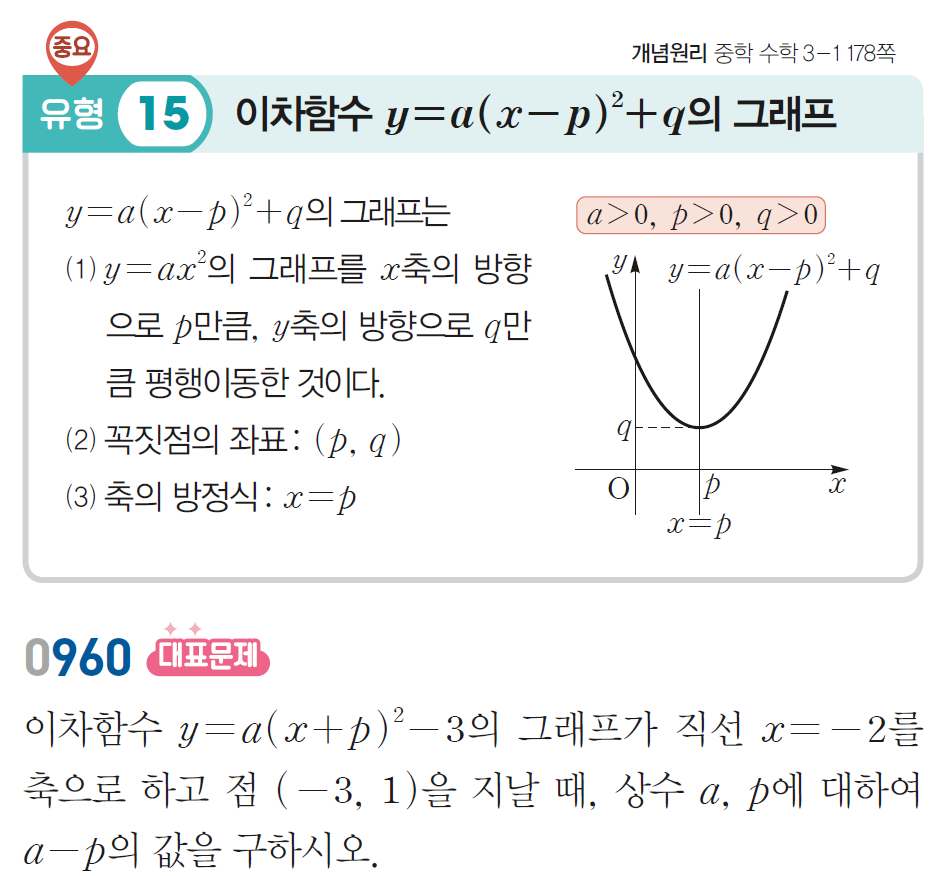 중요
개념원리 중학 수학 3-1 178쪽
유형 15 이차함수 y=a(x-p)²+q의 그래프
y=a(x-p)²+q의 그래프는
a>0, p>0, q>0
(1) y=ax²의 그래프를 x축의 방향
으로 p만큼, y축의 방향으로 q만
큼 평행이동한 것이다.
(2) 꼭짓점의 좌표: (p, q)
(3) 축의 방정식: x=p
y
y=a(x-p)²+q
q
O
p
x
x=p
0960 대표문제
이차함수 y=a(x+p)²-3의 그래프가 직선 x=-2를
축으로 하고 점 (-3, 1)을 지날 때, 상수 a, p에 대하여
a-p의 값을 구하시오.